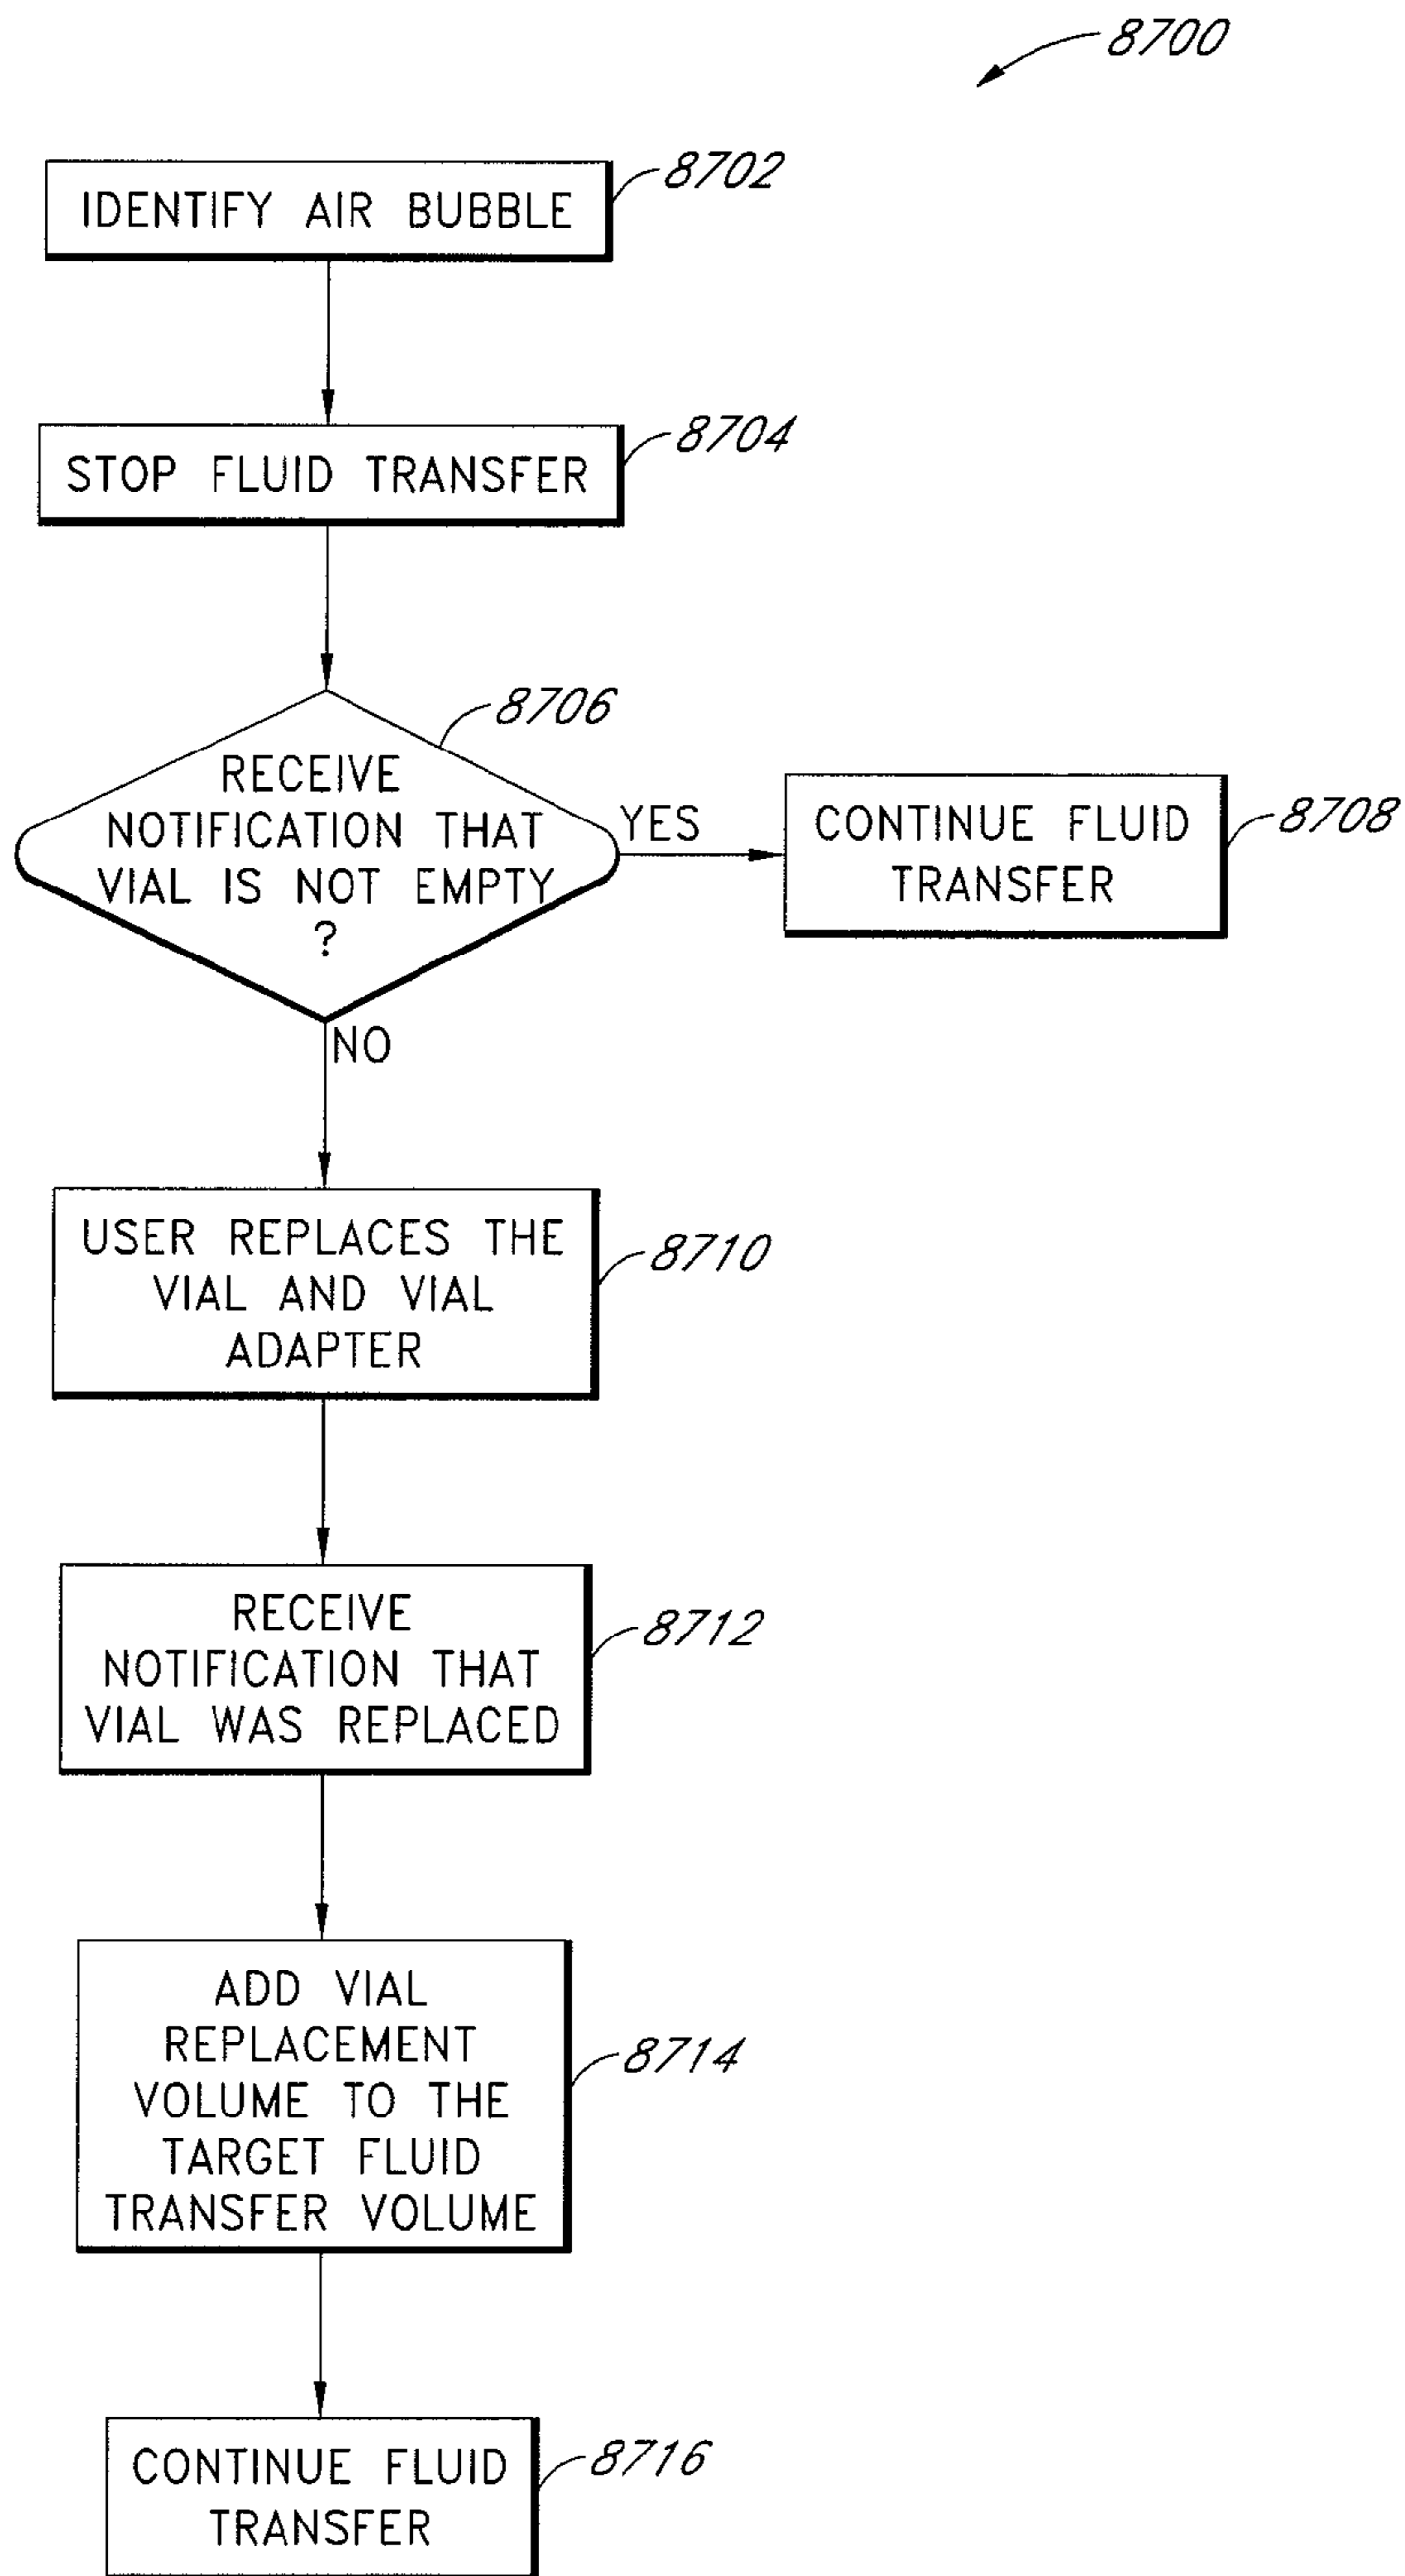 8700
8702
IDENTIFY AIR BUBBLE
8704
STOP FLUID TRANSFER
8706
RECEIVE
NOTIFICATION THAT
VIAL IS NOT EMPTY
?
YES
CONTINUE FLUID
TRANSFER
8708
NO
USER REPLACES THE
VIAL AND VIAL
ADAPTER
8710
RECEIVE
NOTIFICATION THAT
VIAL WAS REPLACED
8712
ADD VIAL
REPLACEMENT
VOLUME TO THE
TARGET FLUID
TRANSFER VOLUME
8714
CONTINUE FLUID
TRANSFER
8716